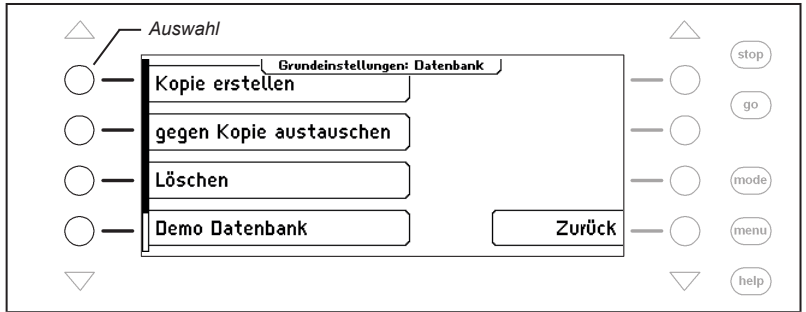 Auswahl
Grundeinstellungen: Datenbank
stop
Kopie erstellen
go
gegen Kopie austauschen
Löschen
mode
Demo Datenbank
Zurück
menu
help